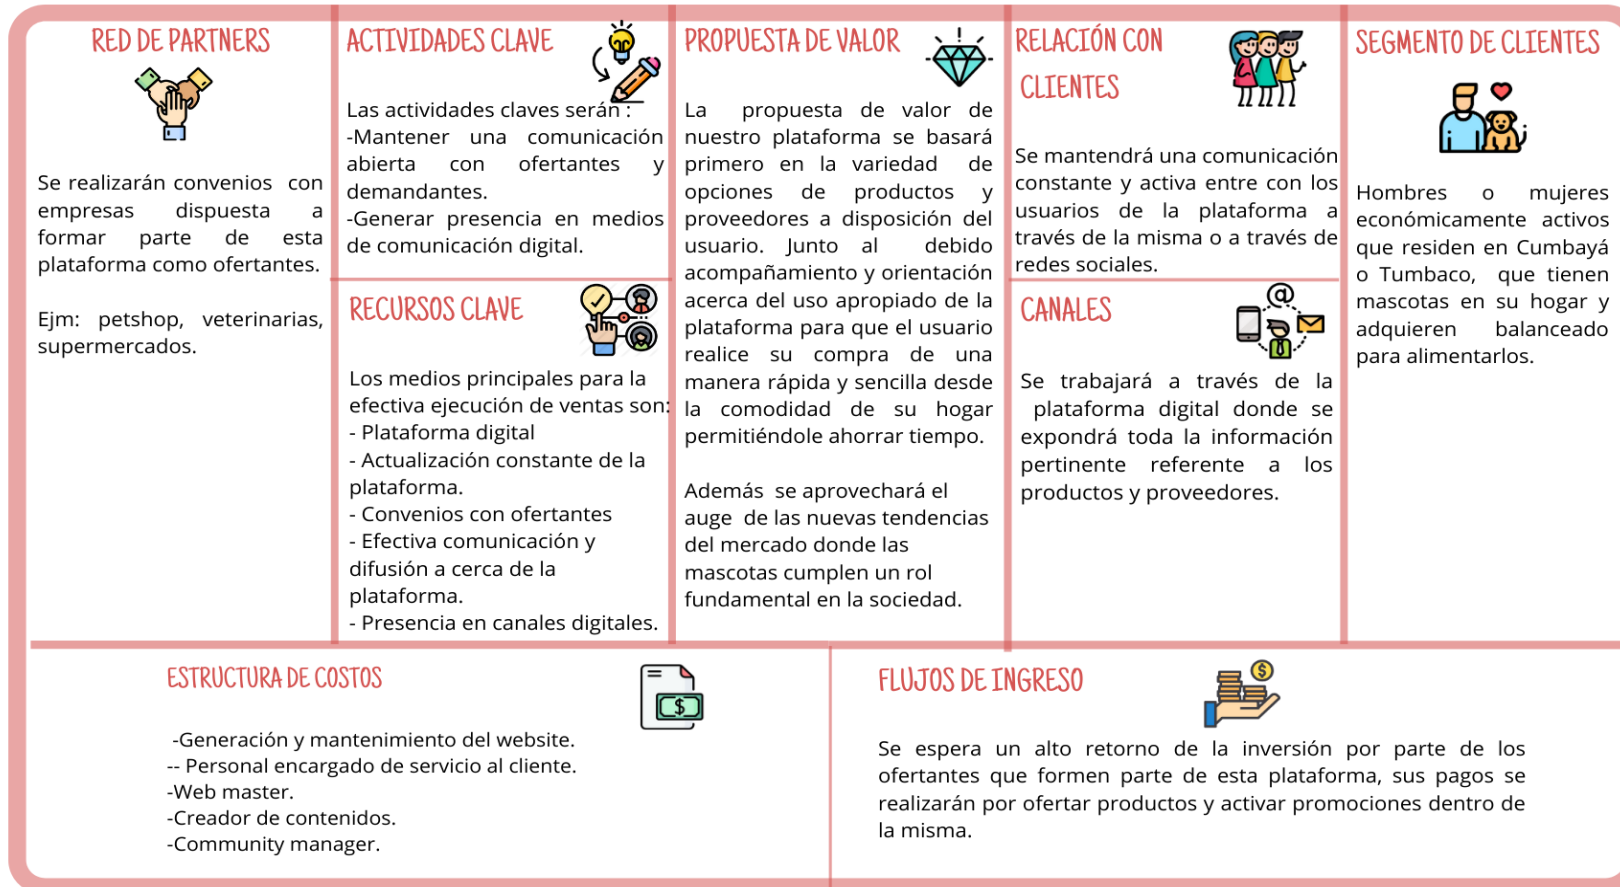 RED DE PARTNERS
Se realizarán convenios con
empresas dispuesta a
formar parte de esta
plataforma como ofertantes.
Ejm: petshop, veterinarias,
supermercados.
ACTIVIDADES CLAVE
Las actividades claves serán :
-Mantener una comunicación
abierta con ofertantes y
demandantes.
-Generar presencia en medios
de comunicación digital.
RECURSOS CLAVE
Los medios principales para la
efectiva ejecución de ventas son:
- Plataforma digital
- Actualización constante de la
plataforma.
- Convenios con ofertantes
- Efectiva comunicación y
difusión a cerca de la
plataforma.
- Presencia en canales digitales.
PROPUESTA DE VALOR
La propuesta de valor de
nuestro plataforma se basará
primero en la variedad de
opciones de productos y
proveedores a disposición del
usuario. Junto al debido
acompañamiento y orientación
acerca del uso apropiado de la
plataforma para que el usuario
realice su compra de una
manera rápida y sencilla desde
la comodidad de su hogar
permitiéndole ahorrar tiempo.
Además se aprovechará el
auge de las nuevas tendencias
del mercado donde las
mascotas cumplen un rol
fundamental en la sociedad.
RELACIÓN CON
CLIENTES
Se mantendrá una comunicación
constante y activa entre con los
usuarios de la plataforma a
través de la misma o a través de
redes sociales.
CANALES
Se trabajará a través de la
plataforma digital donde se
expondrá toda la información
pertinente referente a los
productos y proveedores.
SEGMENTO DE CLIENTES
Hombres o mujeres
económicamente activos
que residen en Cumbayá
o Tumbaco, que tienen
mascotas en su hogar y
adquieren balanceado
para alimentarlos.
ESTRUCTURA DE COSTOS
-Generación y mantenimiento del website.
-- Personal encargado de servicio al cliente.
-Web master.
-Creador de contenidos.
-Community manager.
FLUJOS DE INGRESO
Se espera un alto retorno de la inversión por parte de los
ofertantes que formen parte de esta plataforma, sus pagos se
realizarán por ofertar productos y activar promociones dentro de
la misma.